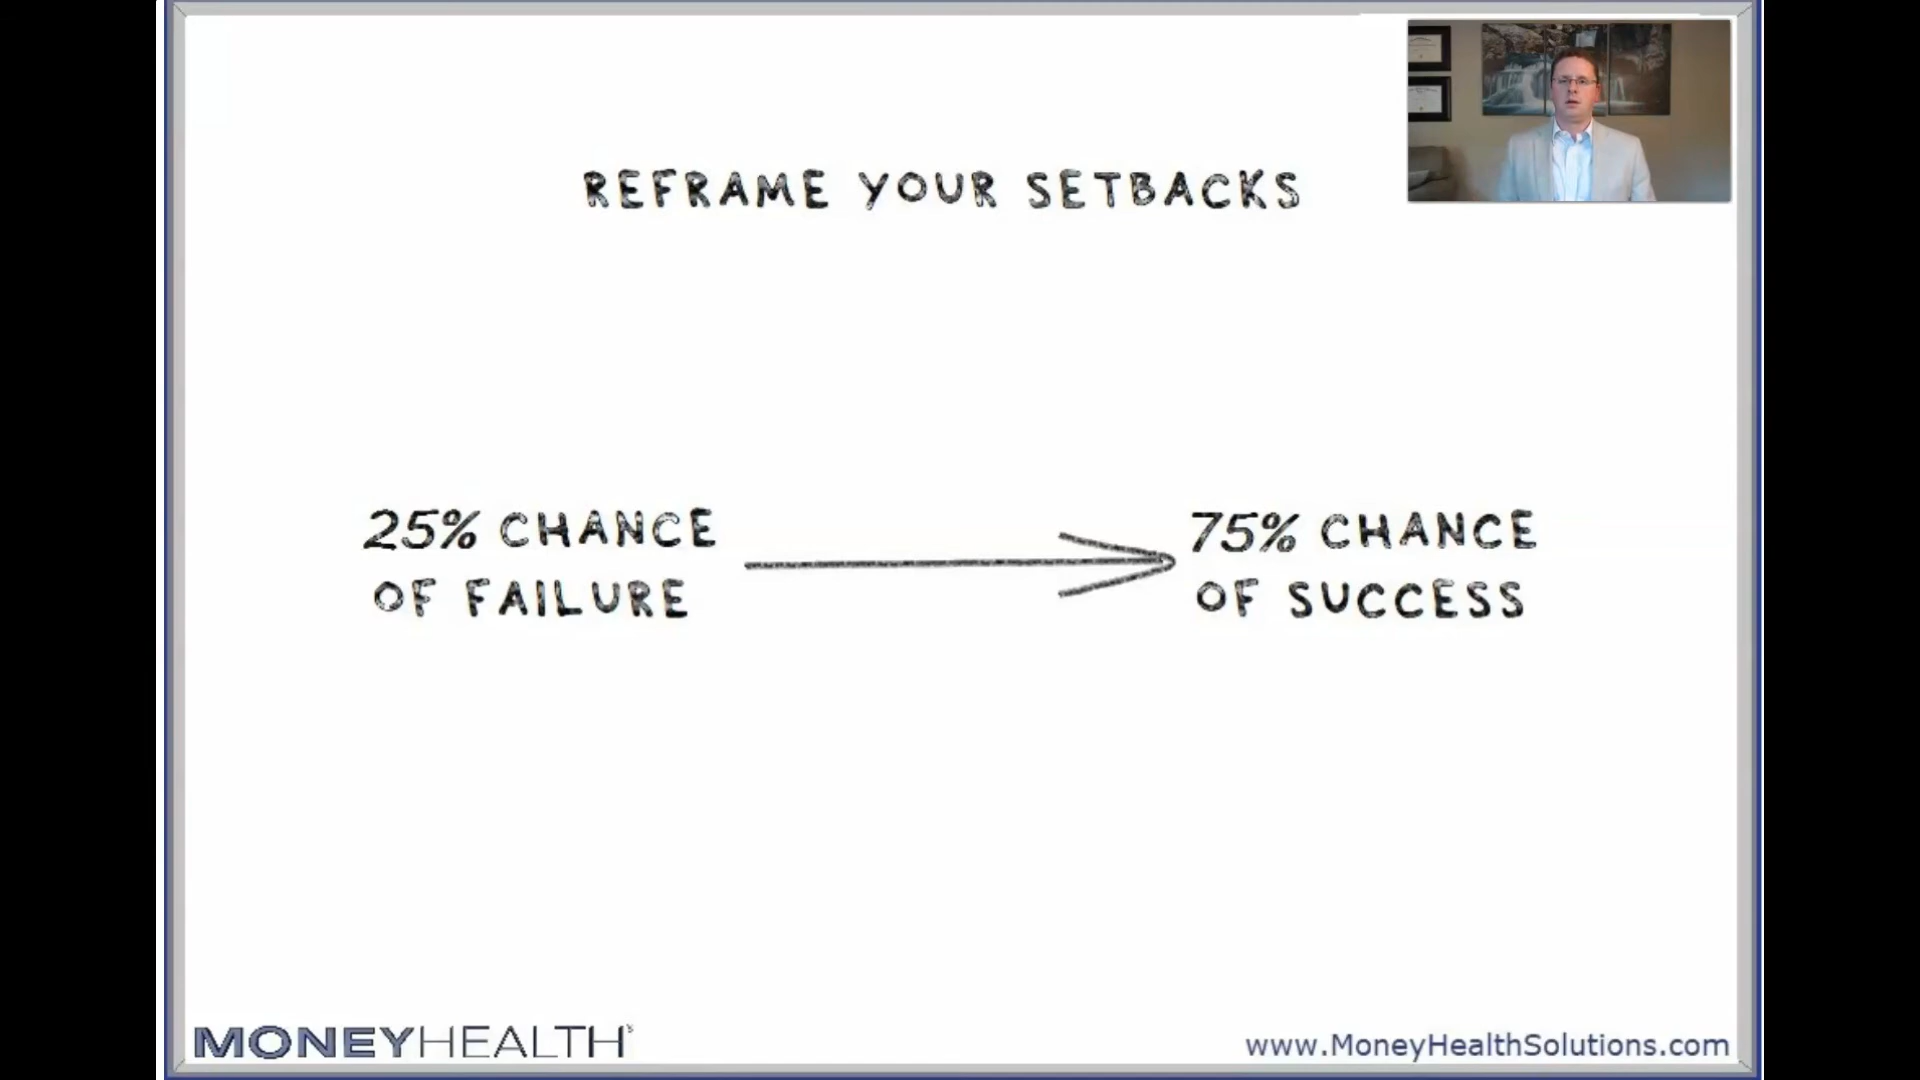 REFRAME YOUR SETBACKS
25% CHANCE
OF FAILURE
75% CHANCE
OF SUCCESS
MONEYHEALTH
www.MoneyHealthSolutions.com